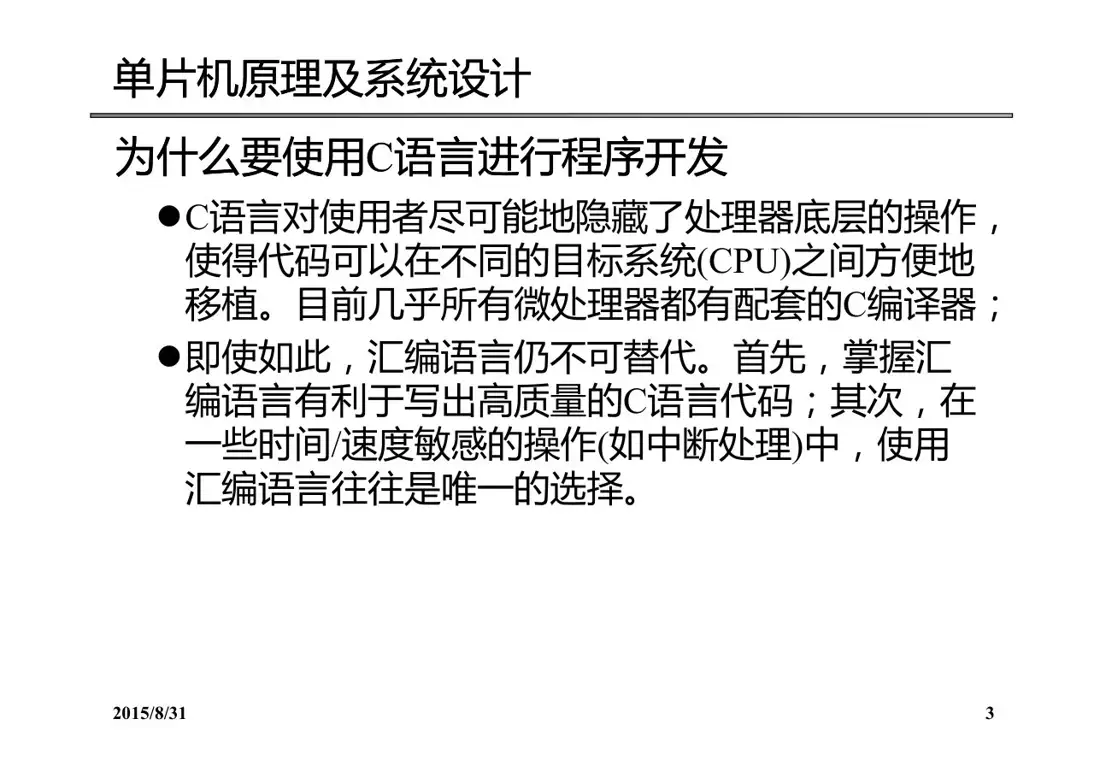 单片机原理及系统设计
为什么要使用C语言进行程序开发
●C语言对使用者尽可能地隐藏了处理器底层的操作，
使得代码可以在不同的目标系统(CPU)之间方便地
移植。目前几乎所有微处理器都有配套的C编译器；
●即使如此，汇编语言仍不可替代。首先，掌握汇
编语言有利于写出高质量的C语言代码；其次，在
一些时间/速度敏感的操作(如中断处理)中，使用
汇编语言往往是唯一的选择。
2015/8/31
3